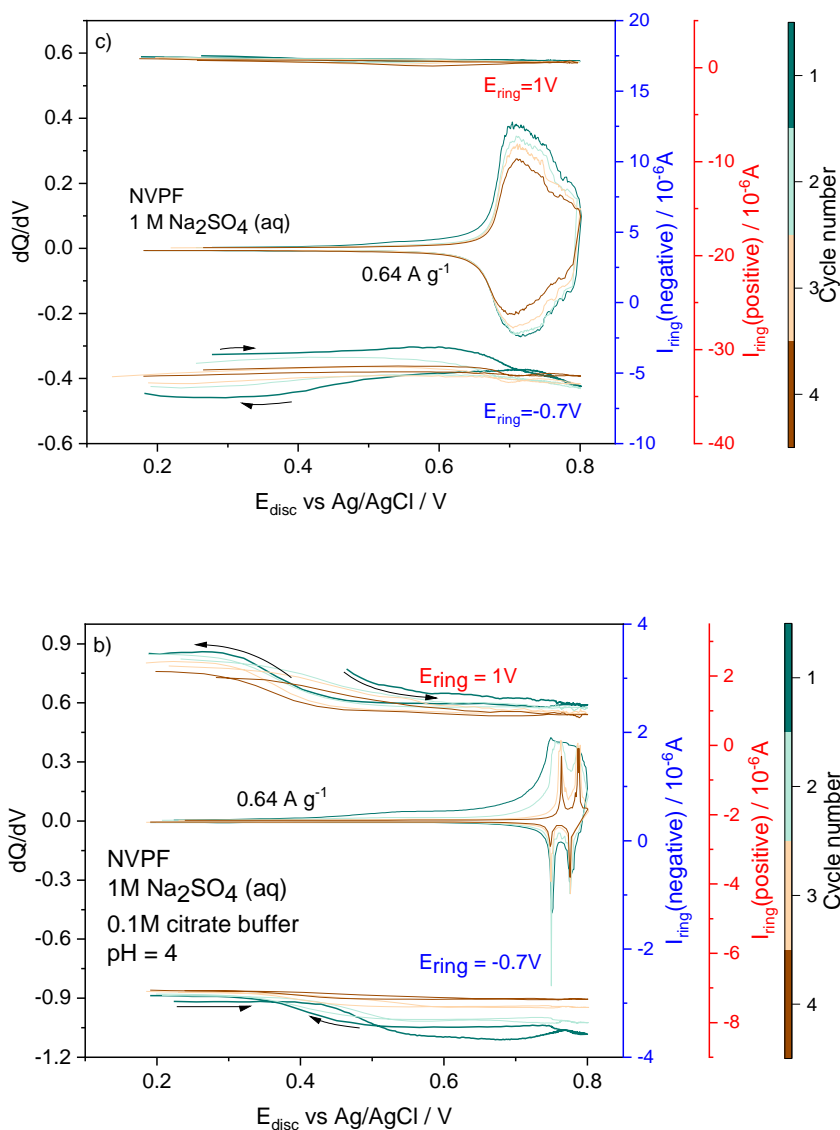 c)
0.6
0.4
0.2
0.0
-0.2
-0.4
-0.6
dQ/dV
0.2 0.4 0.6 0.8
E_disc vs Ag/AgCl / V
NVPF
1 M Na₂SO₄ (aq)
0.64 A g⁻¹
E_ring=1V
E_ring=-0.7V
20
15
10
5
0
-5
-10
I_ring(negative) / 10⁻⁶A
0
-10
-20
-30
-40
I_ring(positive) / 10⁻⁶A
1
2
3
4
Cycle number
b)
0.9
0.6
0.3
0.0
-0.3
-0.6
-0.9
-1.2
dQ/dV
0.2 0.4 0.6 0.8
E_disc vs Ag/AgCl / V
E_ring = 1V
0.64 A g⁻¹
NVPF
1M Na₂SO₄ (aq)
0.1M citrate buffer
pH = 4
E_ring = -0.7V
4
2
0
-2
-4
I_ring(negative) / 10⁻⁶A
2
0
-2
-4
-6
-8
I_ring(positive) / 10⁻⁶A
1
2
3
4
Cycle number